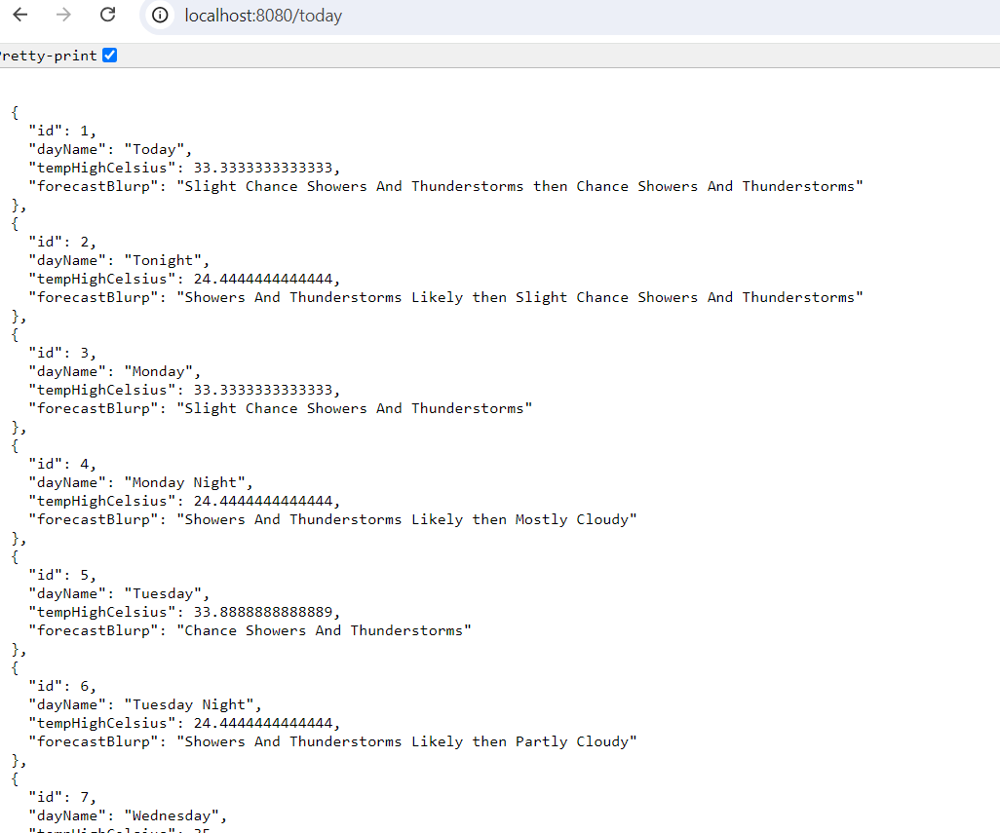 localhost:8080/today
retty-print
{
"id": 1,
"dayName": "Today",
"tempHighCelsius": 33.3333333333333,
"forecastBlurp": "Slight Chance Showers And Thunderstorms then Chance Showers And Thunderstorms"
},
{
"id": 2,
"dayName": "Tonight",
"tempHighCelsius": 24.4444444444444,
"forecastBlurp": "Showers And Thunderstorms Likely then Slight Chance Showers And Thunderstorms"
},
{
"id": 3,
"dayName": "Monday",
"tempHighCelsius": 33.3333333333333,
"forecastBlurp": "Slight Chance Showers And Thunderstorms"
},
{
"id": 4,
"dayName": "Monday Night",
"tempHighCelsius": 24.4444444444444,
"forecastBlurp": "Showers And Thunderstorms Likely then Mostly Cloudy"
},
{
"id": 5,
"dayName": "Tuesday",
"tempHighCelsius": 33.8888888888889,
"forecastBlurp": "Chance Showers And Thunderstorms"
},
{
"id": 6,
"dayName": "Tuesday Night",
"tempHighCelsius": 24.4444444444444,
"forecastBlurp": "Showers And Thunderstorms Likely then Partly Cloudy"
},
{
"id": 7,
"dayName": "Wednesday",
"tempHighCelsius": 35